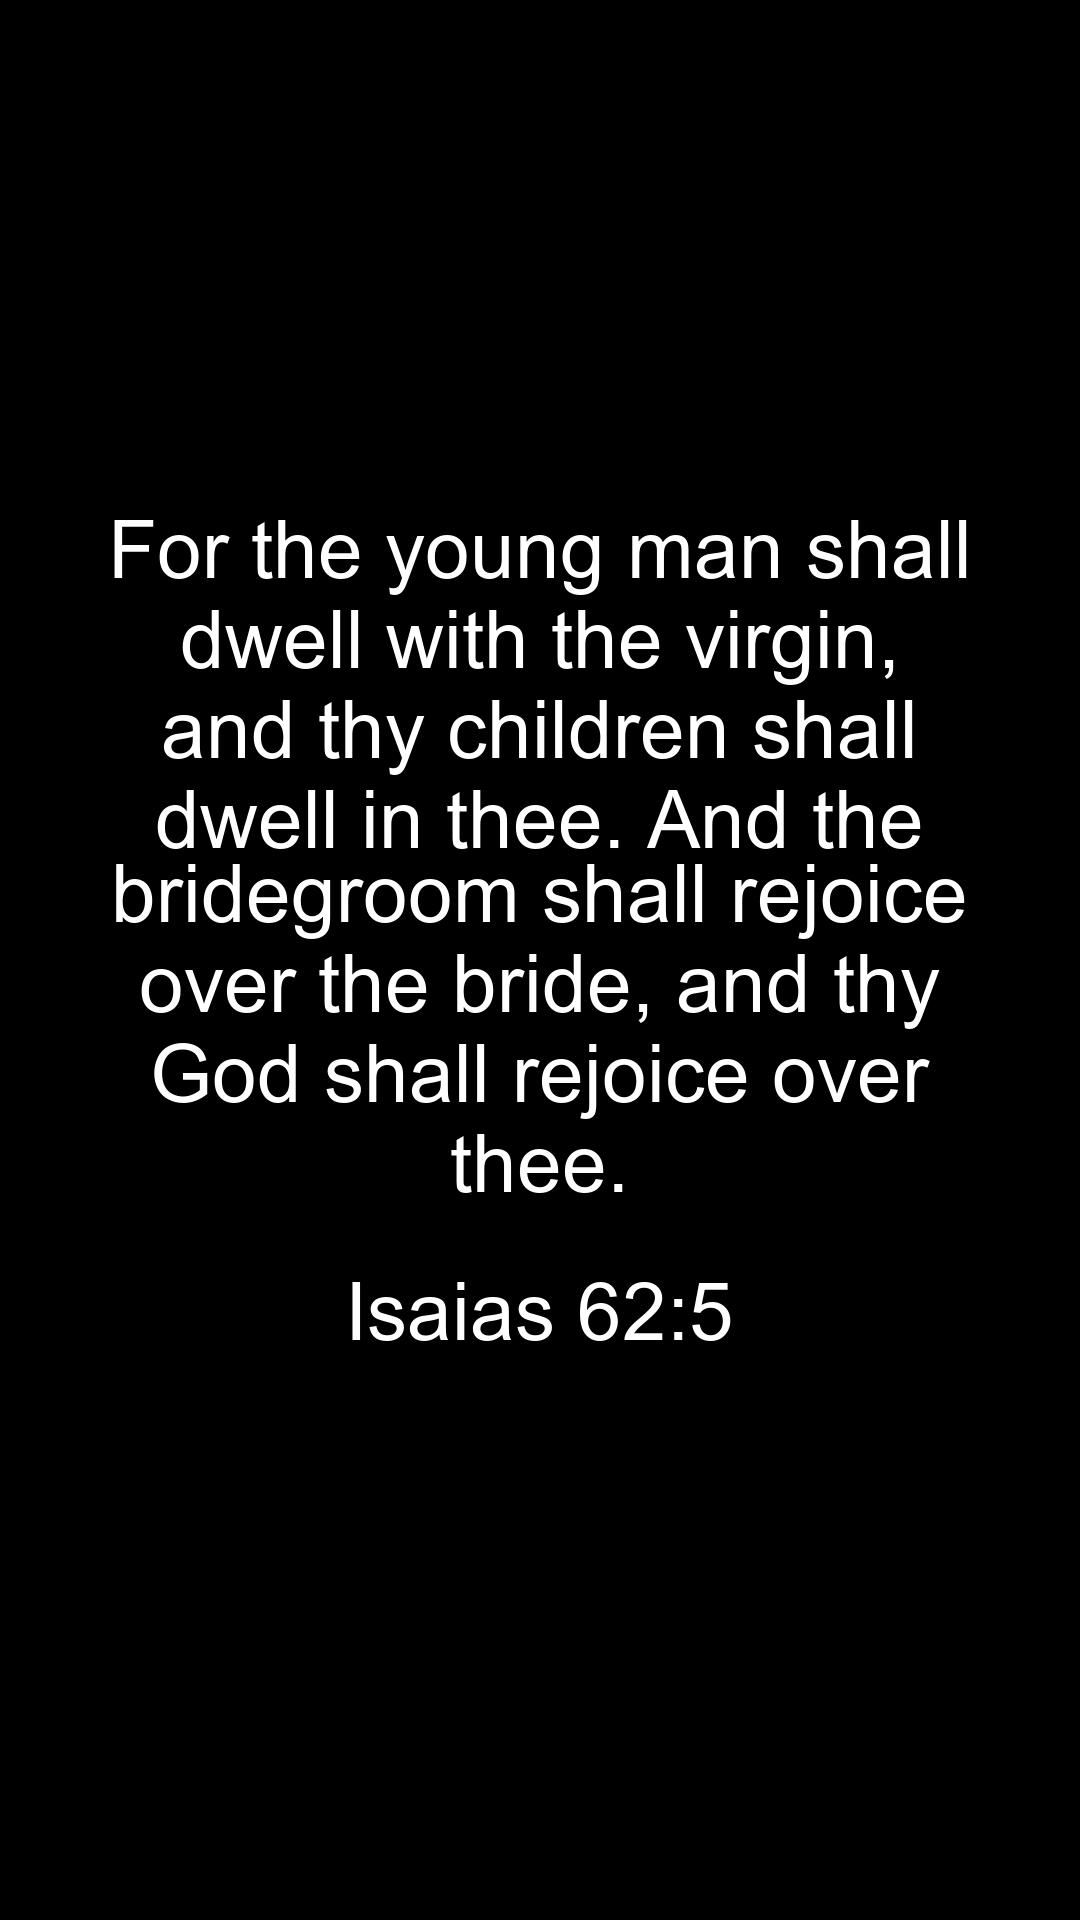 For the young man shall
dwell with the virgin,
and thy children shall
dwell in thee. And the
bridegroom shall rejoice
over the bride, and thy
God shall rejoice over
thee.
Isaias 62:5